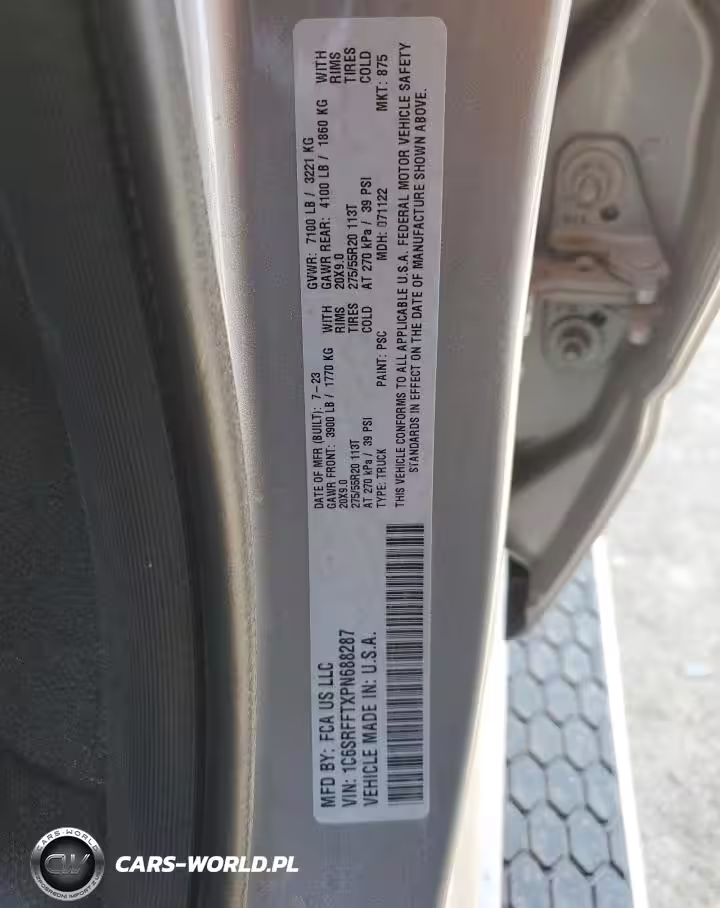 MFD BY: FCA US LLC
VIN: 1C6SRFFTXPN688287
VEHICLE MADE IN: U.S.A.
DATE OF MFR (BUILT): 7-23 GVWR: 7100 LB / 3221 KG
GAWR FRONT: 3900 LB / 1770 KG WITH GAWR REAR: 4100 LB / 1860 KG WITH
20X9.0 RIMS 20X9.0 RIMS
275/55R20 113T TIRES 275/55R20 113T TIRES
AT 270 kPa / 39 PSI COLD AT 270 kPa / 39 PSI COLD
TYPE: TRUCK PAINT: PSC MDH: 071122 MKT: 875
THIS VEHICLE CONFORMS TO ALL APPLICABLE U.S.A. FEDERAL MOTOR VEHICLE SAFETY
STANDARDS IN EFFECT ON THE DATE OF MANUFACTURE SHOWN ABOVE.
CARS-WORLD
CW
CARS-WORLD.PL